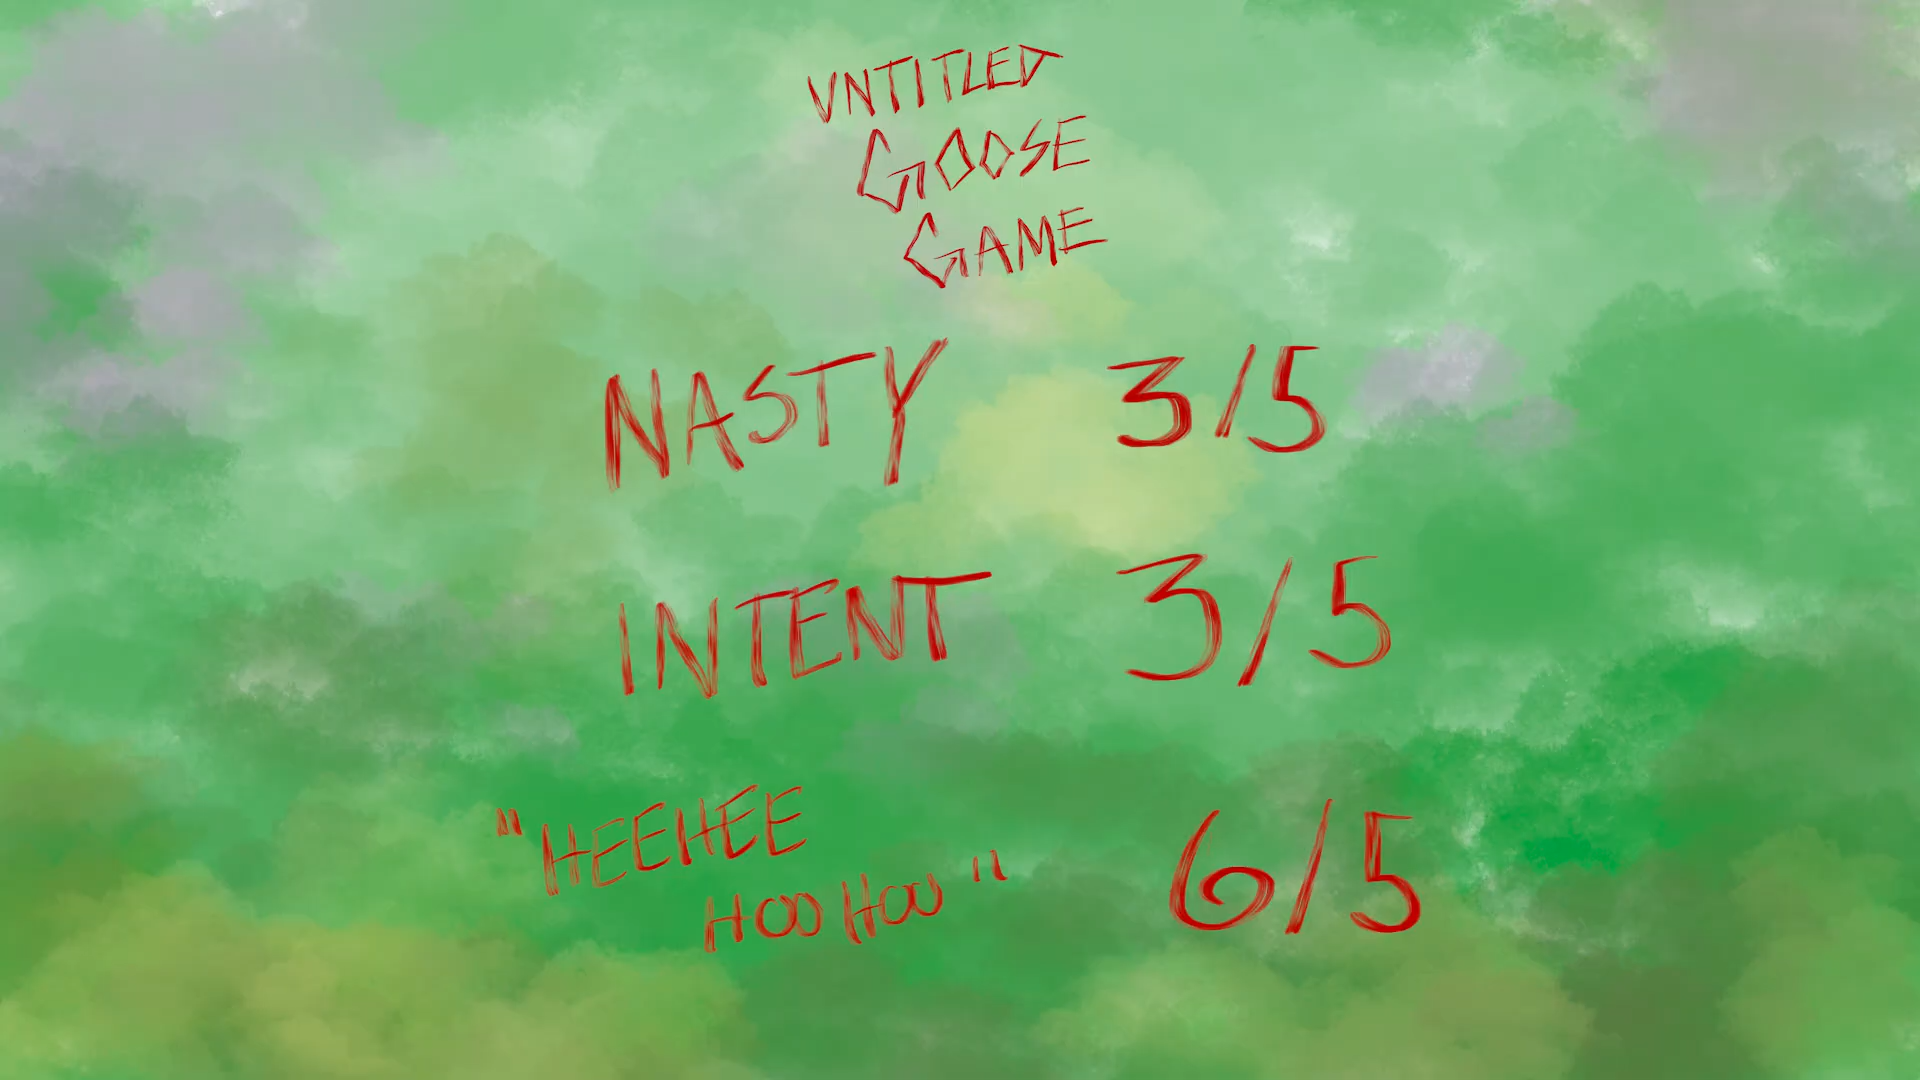 UNTITLED
GOOSE
GAME
NASTY 3/5
INTENT 3/5
"HEEHEE
HOO HOO" 6/5